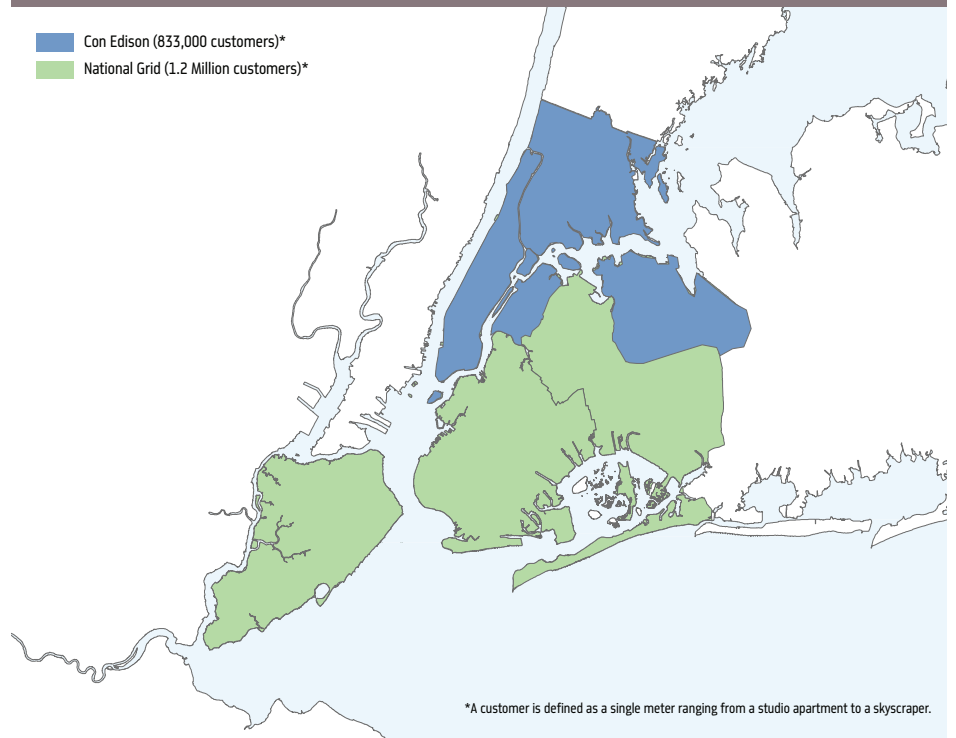 Con Edison (833,000 customers)*
National Grid (1.2 Million customers)*
*A customer is defined as a single meter ranging from a studio apartment to a skyscraper.